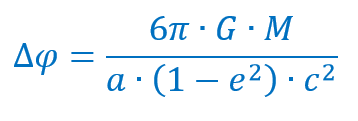 Δφ = 6π · G · M / a · (1 − e²) · c²